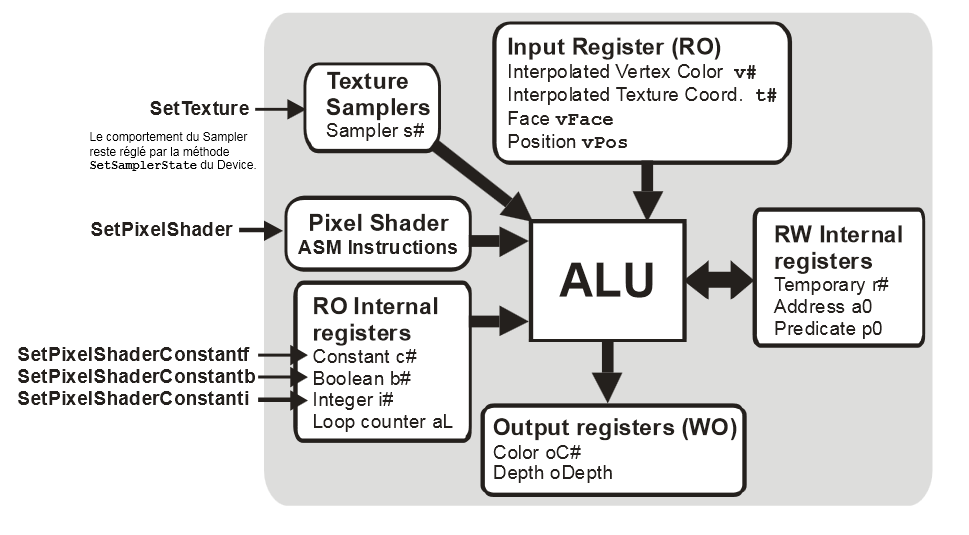 Input Register (RO)
Interpolated Vertex Color v#
Interpolated Texture Coord. t#
Face vFace
Position vPos
Texture
Samplers
Sampler s#
SetTexture
Le comportement du Sampler
reste réglé par la méthode
SetSamplerState du Device.
SetPixelShader
Pixel Shader
ASM Instructions
ALU
RW Internal
registers
Temporary r#
Address a0
Predicate p0
RO Internal
registers
Constant c#
Boolean b#
Integer i#
Loop counter aL
SetPixelShaderConstantf
SetPixelShaderConstantb
SetPixelShaderConstanti
Output registers (WO)
Color oC#
Depth oDepth